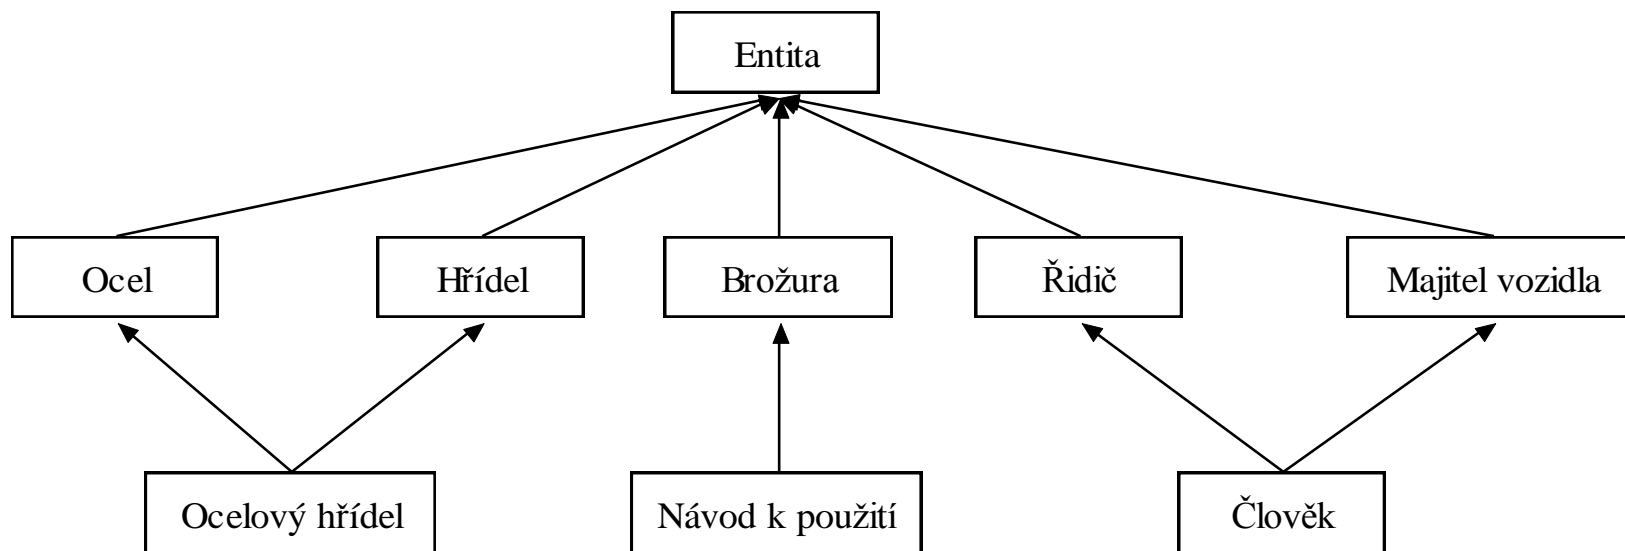 Entita
Ocel
Hřídel
Brožura
Řidič
Majitel vozidla
Ocelový hřídel
Návod k použití
Člověk